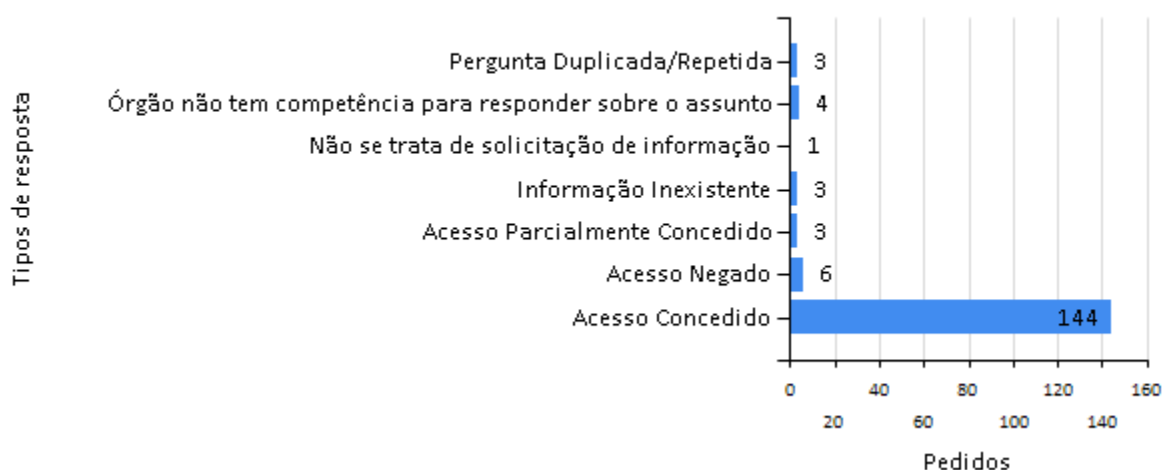 Tipos de resposta
Pergunta Duplicada/Repetida 3
Órgão não tem competência para responder sobre o assunto 4
Não se trata de solicitação de informação 1
Informação Inexistente 3
Acesso Parcialmente Concedido 3
Acesso Negado 6
Acesso Concedido 144
0 40 80 120 160
20 60 100 140
Pedidos